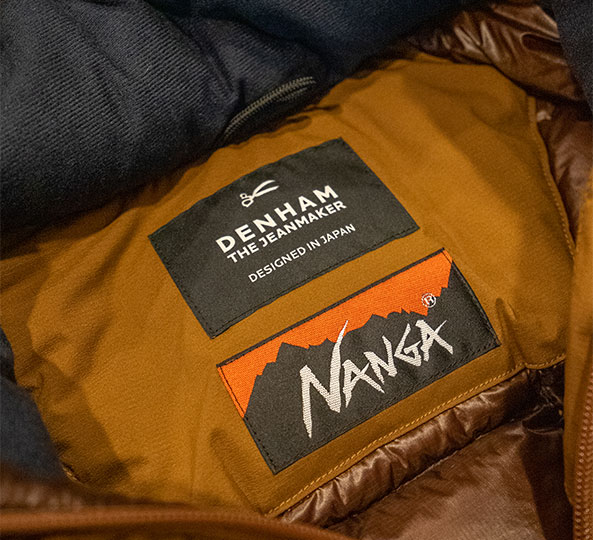 DENHAM
THE JEANMAKER
DESIGNED IN JAPAN
NANGA®